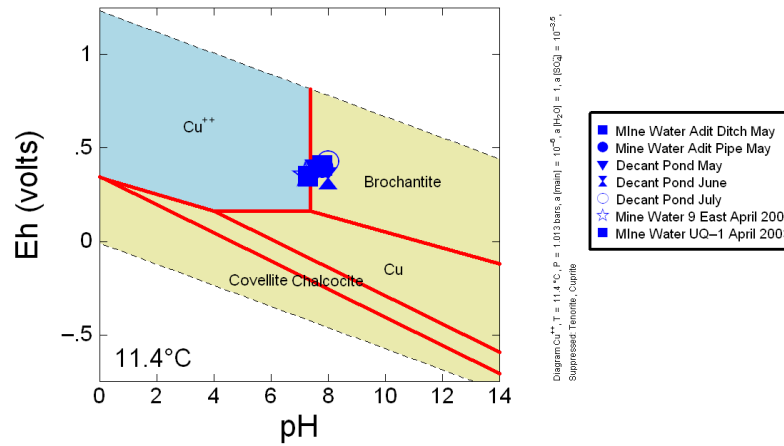 1
.5
0
–.5
Eh (volts)
Cu++
Brochantite
Cu
Covellite
Chalcocite
11.4°C
0
2
4
6
8
10
12
14
pH
Diagram Cu++, T = 11.4 °C, P = 1.013 bars, a [main] = 10–6, a [H2O] = 1, a [SO4] = 10–3.5,
Suppressed: Tenorite, Cuprite
MIne Water Adit Ditch May
MIne Water Adit Pipe May
Decant Pond May
Decant Pond June
Decant Pond July
Mine Water 9 East April 200
MIne Water UQ–1 April 200